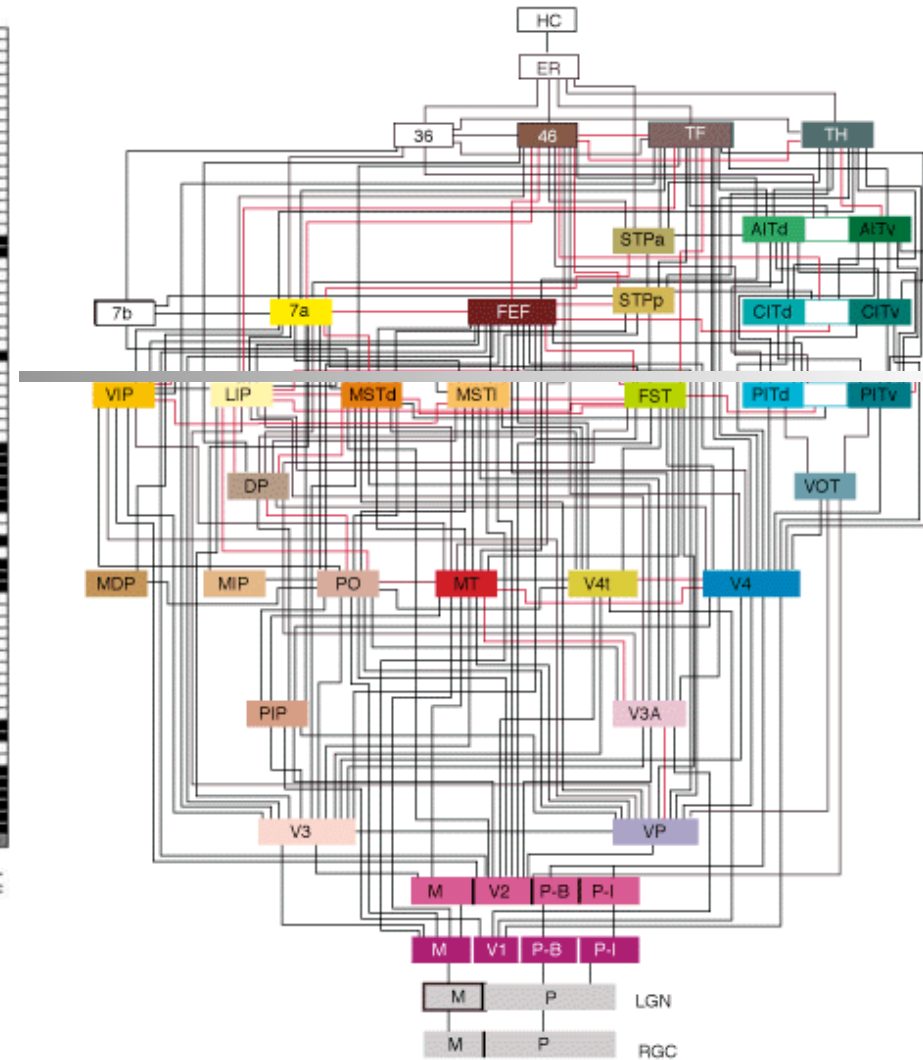 HC
ER
36 46 TF TH
STPa AITd AITv
7b 7a FEF STPp CITd CITv
VIP LIP MSTd MSTl FST PITd PITv
DP VOT
MDP MIP PO MT V4t V4
PIP V3A
V3 VP
M V2 P-B P-I
M V1 P-B P-I
M P LGN
M P RGC